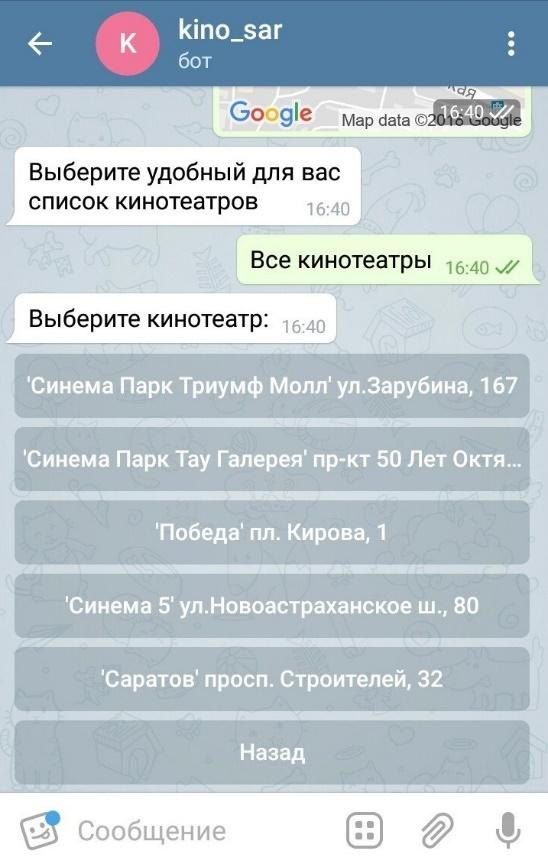 kino_sar
K
бот
Google
Map data ©2018 Google
16:40
Выберите удобный для вас
список кинотеатров
16:40
Все кинотеатры
16:40
Выберите кинотеатр:
16:40
'Синема Парк Триумф Молл' ул.Зарубина, 167
'Синема Парк Тау Галерея' пр-кт 50 Лет Октя...
'Победа' пл. Кирова, 1
'Синема 5' ул.Новоастраханское ш., 80
'Саратов' просп. Строителей, 32
Назад
Сообщение